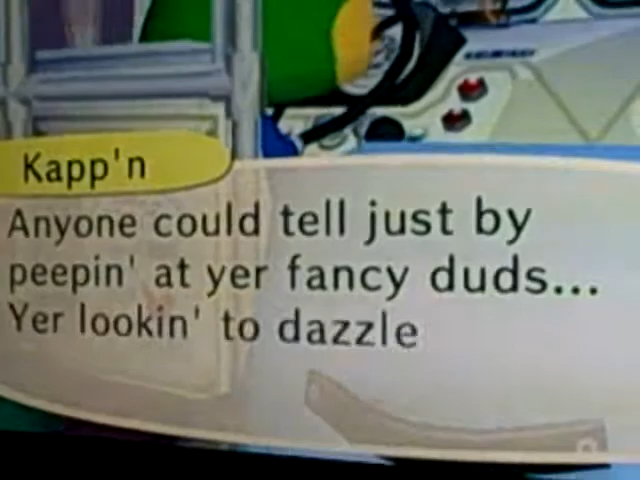 Kapp'n
Anyone could tell just by
peepin' at yer fancy duds...
Yer lookin' to dazzle